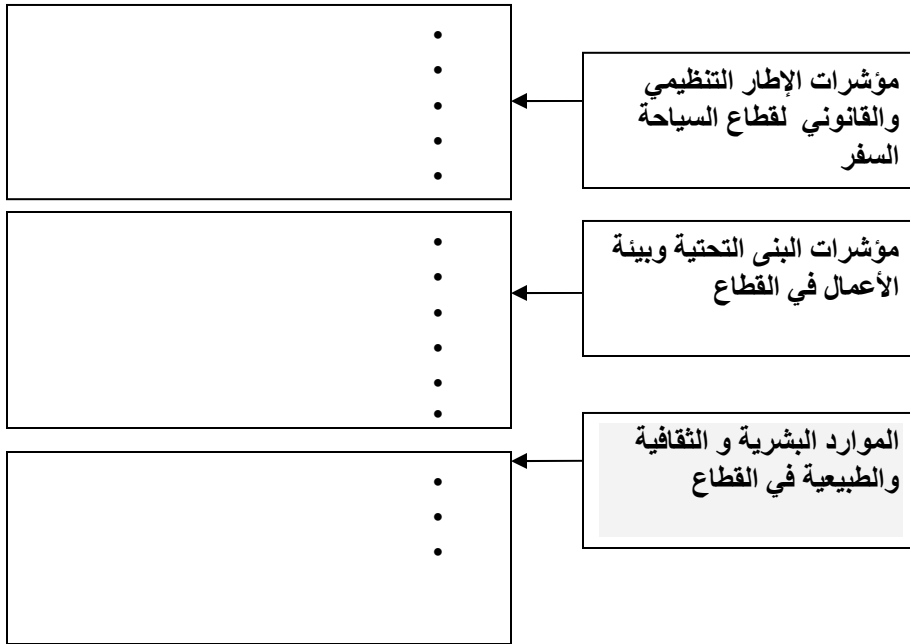 مؤشرات الإطار التنظيمي
والقانوني لقطاع السياحة
السفر
مؤشرات البنى التحتية وبيئة
الأعمال في القطاع
الموارد البشرية و الثقافية
والطبيعية في القطاع